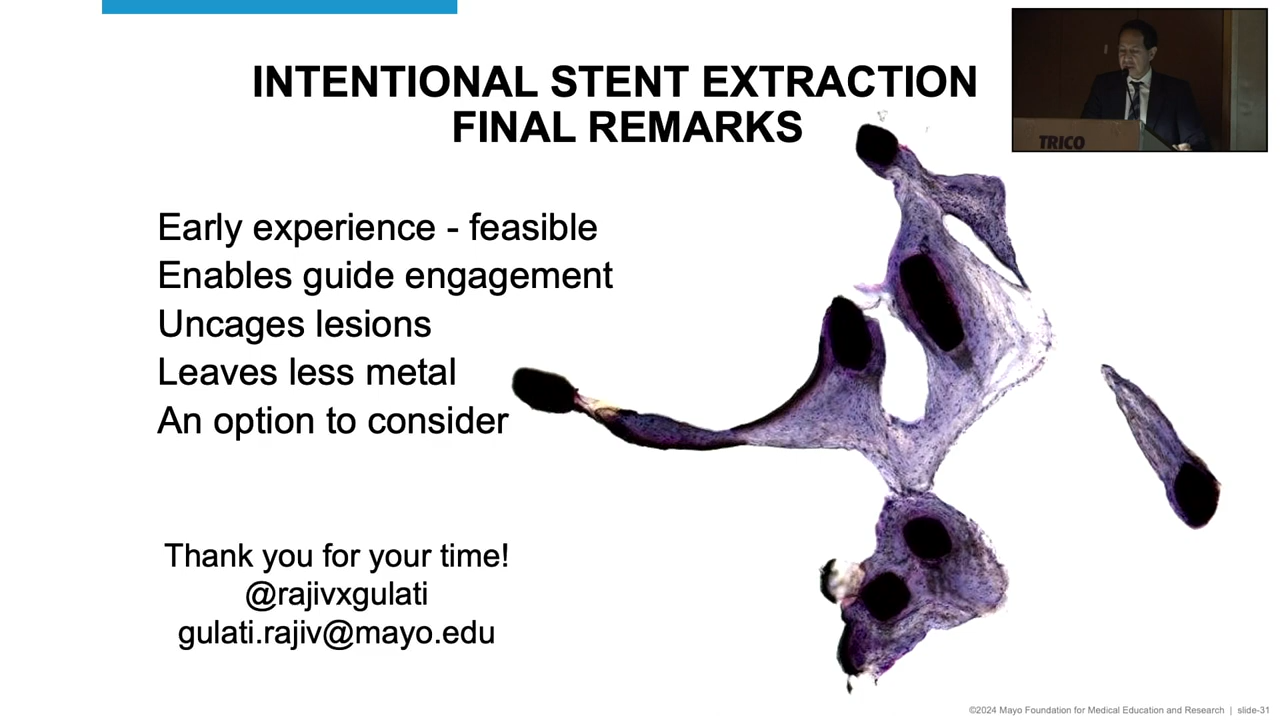 INTENTIONAL STENT EXTRACTION
FINAL REMARKS
TRICO
Early experience - feasible
Enables guide engagement
Uncages lesions
Leaves less metal
An option to consider
Thank you for your time!
@rajivxgulati
gulati.rajiv@mayo.edu
©2024 Mayo Foundation for Medical Education and Research | slide-31